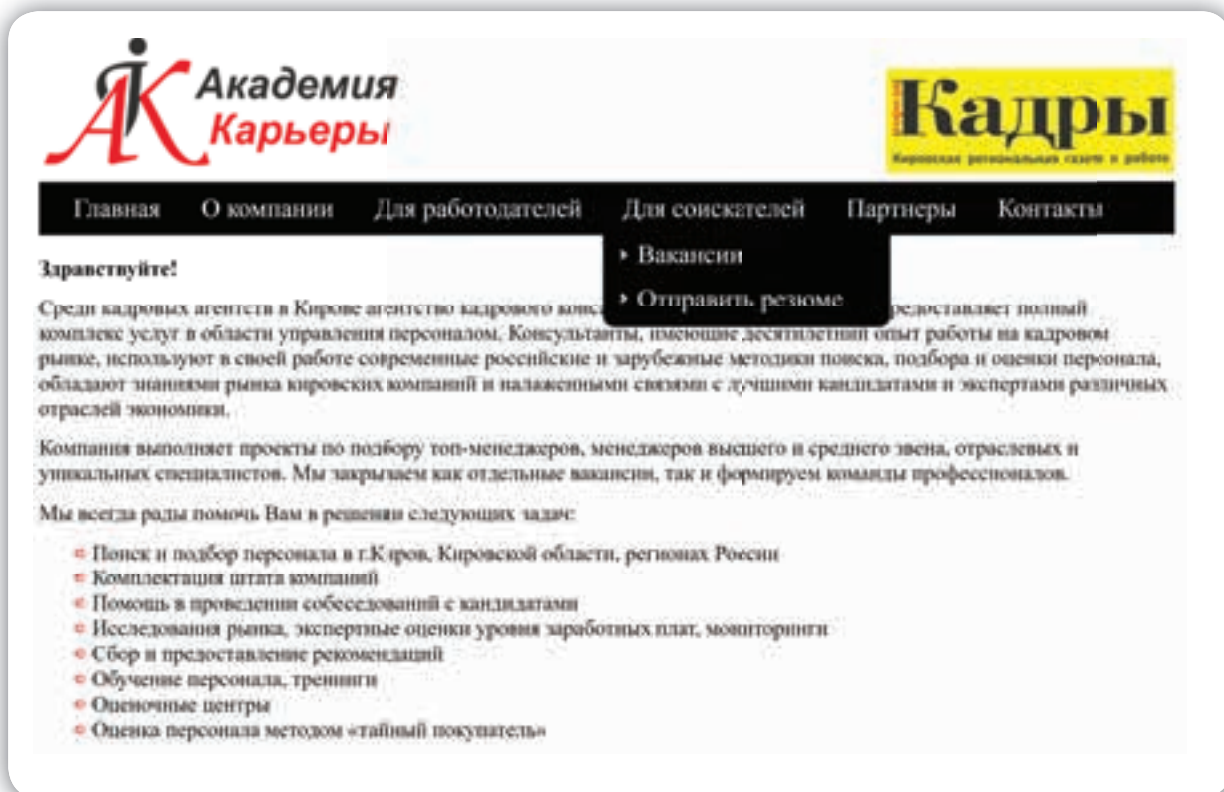 Академия
Карьеры
Кадры
Кировская региональная газета о работе
Главная О компании Для работодателей Для соискателей Партнеры Контакты
Вакансии
Отправить резюме
Здравствуйте!
Среди кадровых агентств в Кирове агентство кадрового конс редоставляет полный
комплекс услуг в области управления персоналом. Консультанты, имеющие десятилетний опыт работы на кадровом
рынке, используют в своей работе современные российские и зарубежные методики поиска, подбора и оценки персонала,
обладают знаниями рынка кировских компаний и налаженными связями с лучшими кандидатами и экспертами различных
отраслей экономики.
Компания выполняет проекты по подбору топ-менеджеров, менеджеров высшего и среднего звена, отраслевых и
уникальных специалистов. Мы закрываем как отдельные вакансии, так и формируем команды профессионалов.
Мы всегда рады помочь Вам в решении следующих задач:
Поиск и подбор персонала в г.Киров, Кировской области, регионах России
Комплектация штата компаний
Помощь в проведении собеседований с кандидатами
Исследования рынка, экспертные оценки уровня заработных плат, мониторинги
Сбор и предоставление рекомендаций
Обучение персонала, тренинги
Оценочные центры
Оценка персонала методом «тайный покупатель»